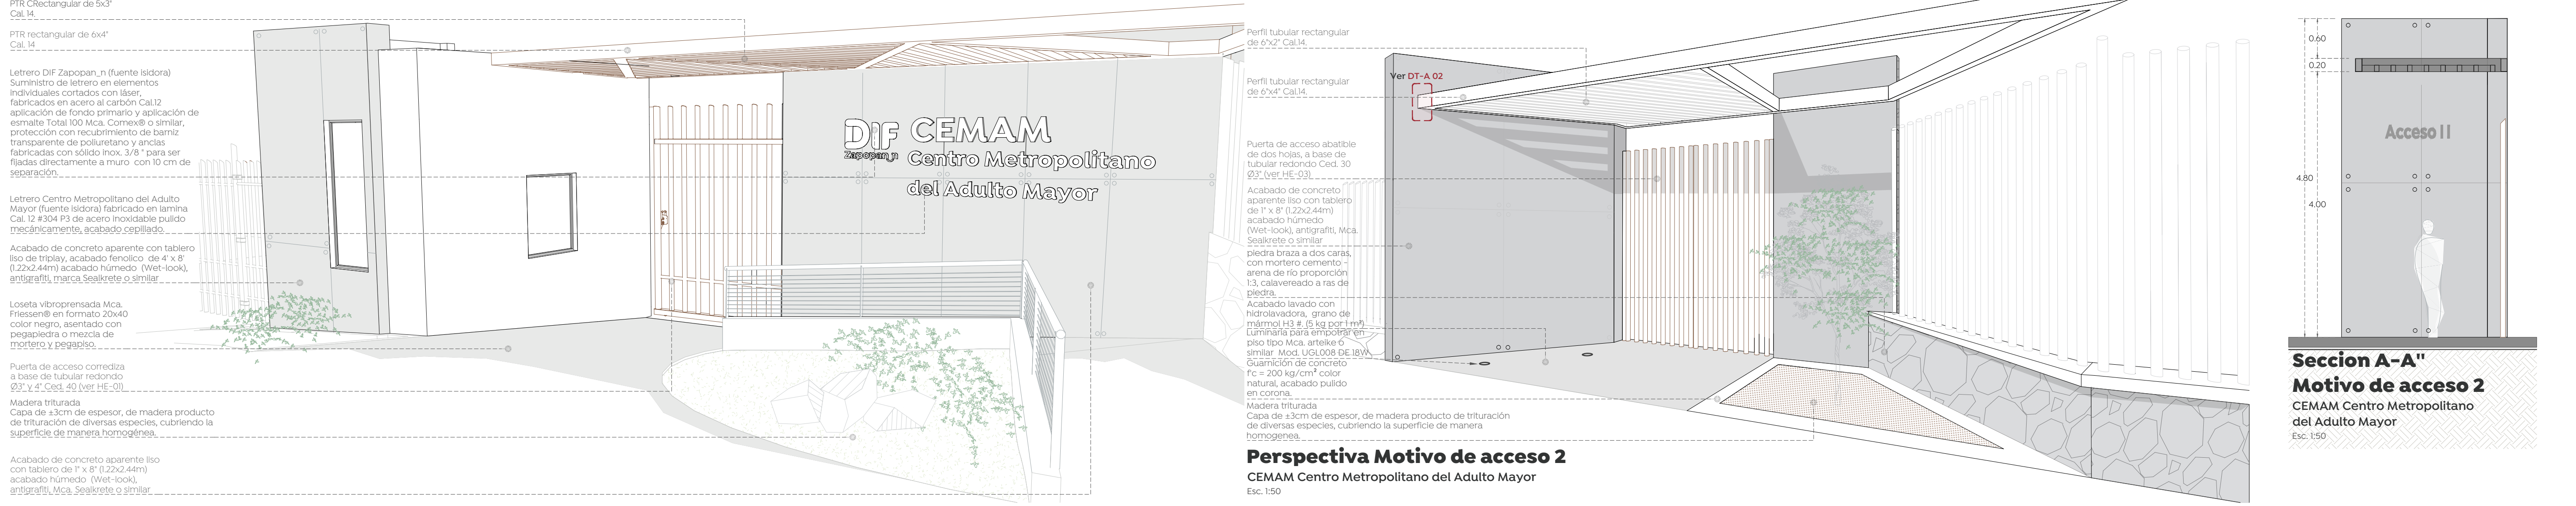 PTR CRectangular de 5x3"
Cal. 14.
PTR rectangular de 6x4"
Cal. 14
Letrero DIF Zapopan_n (fuente Isidora)
Suministro de letrero en elementos
individuales cortados con láser,
fabricados en acero al carbón Cal.12
aplicación de fondo primario y aplicación de
esmalte Total 100 Mca. Comex® o similar,
protección con recubrimiento de barniz
transparente de poliuretano y anclas
fabricadas con sólido inox. 3/8 " para ser
fijadas directamente a muro con 10 cm de
separación.
Letrero Centro Metropolitano del Adulto
Mayor (fuente isidora) fabricado en lamina
Cal. 12 #304 P3 de acero inoxidable pulido
mecánicamente, acabado cepillado.
Acabado de concreto aparente con tablero
liso de triplay, acabado fenolico de 4' x 8'
(1.22x2.44m) acabado húmedo (Wet-look),
antigrafiti, marca Sealkrete o similar
Loseta vibroprensada Mca.
Friessen® en formato 20x40
color negro, asentado con
pegapiedra o mezcla de
mortero y pegapiso.
Puerta de acceso corrediza
a base de tubular redondo
Ø3" y 4" Ced. 40 (ver HE-01)
Madera triturada
Capa de ±3cm de espesor, de madera producto
de trituración de diversas especies, cubriendo la
superficie de manera homogénea.
Acabado de concreto aparente liso
con tablero de 1" x 8" (1.22x2.44m)
acabado húmedo (Wet-look),
antigrafiti, Mca. Sealkrete o similar
DIF
Zapopan_n
CEMAM
Centro Metropolitano
del Adulto Mayor
Perfil tubular rectangular
de 6"x2" Cal.14.
Perfil tubular rectangular
de 6"x4" Cal.14.
Puerta de acceso abatible
de dos hojas, a base de
tubular redondo Ced. 30
Ø3" (ver HE-03)
Acabado de concreto
aparente liso con tablero
de 1" x 8" (1.22x2.44m)
acabado húmedo
(Wet-look), antigrafiti, Mca.
Sealkrete o similar
piedra braza a dos caras,
con mortero cemento -
arena de río proporción
1:3, calavereado a ras de
piedra.
Acabado lavado con
hidrolavadora, grano de
mármol H3 #. (5 kg por 1 m²)
Luminaria para empotrar en
piso tipo Mca. arteike o
similar Mod. UGL008 DE 18W
Guarnición de concreto
f'c = 200 kg/cm² color
natural, acabado pulido
en corona.
Madera triturada
Capa de ±3cm de espesor, de madera producto de trituración
de diversas especies, cubriendo la superficie de manera
homogenea.
Ver DT-A 02
Perspectiva Motivo de acceso 2
CEMAM Centro Metropolitano del Adulto Mayor
Esc. 1:50
0.60
0.20
4.80
4.00
Acceso II
Seccion A-A"
Motivo de acceso 2
CEMAM Centro Metropolitano
del Adulto Mayor
Esc. 1:50